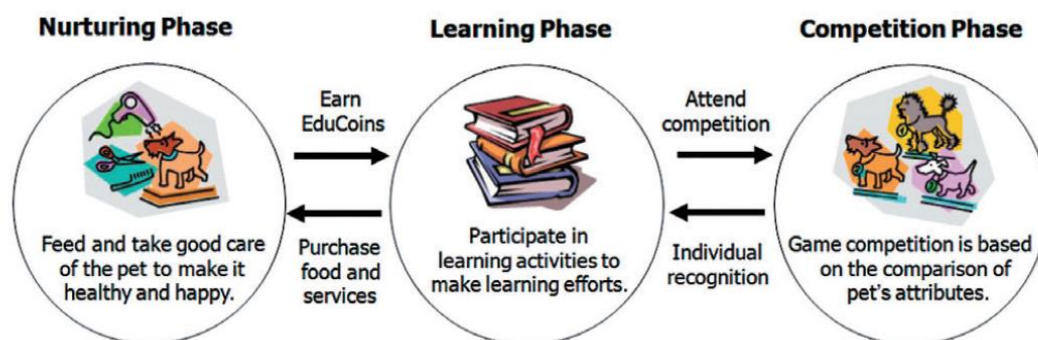 Nurturing Phase
Learning Phase
Competition Phase
Earn
EduCoins
Attend
competition
Feed and take good care
of the pet to make it
healthy and happy.
Purchase
food and
services
Participate in
learning activities to
make learning efforts.
Individual
recognition
Game competition is based
on the comparison of
pet's attributes.